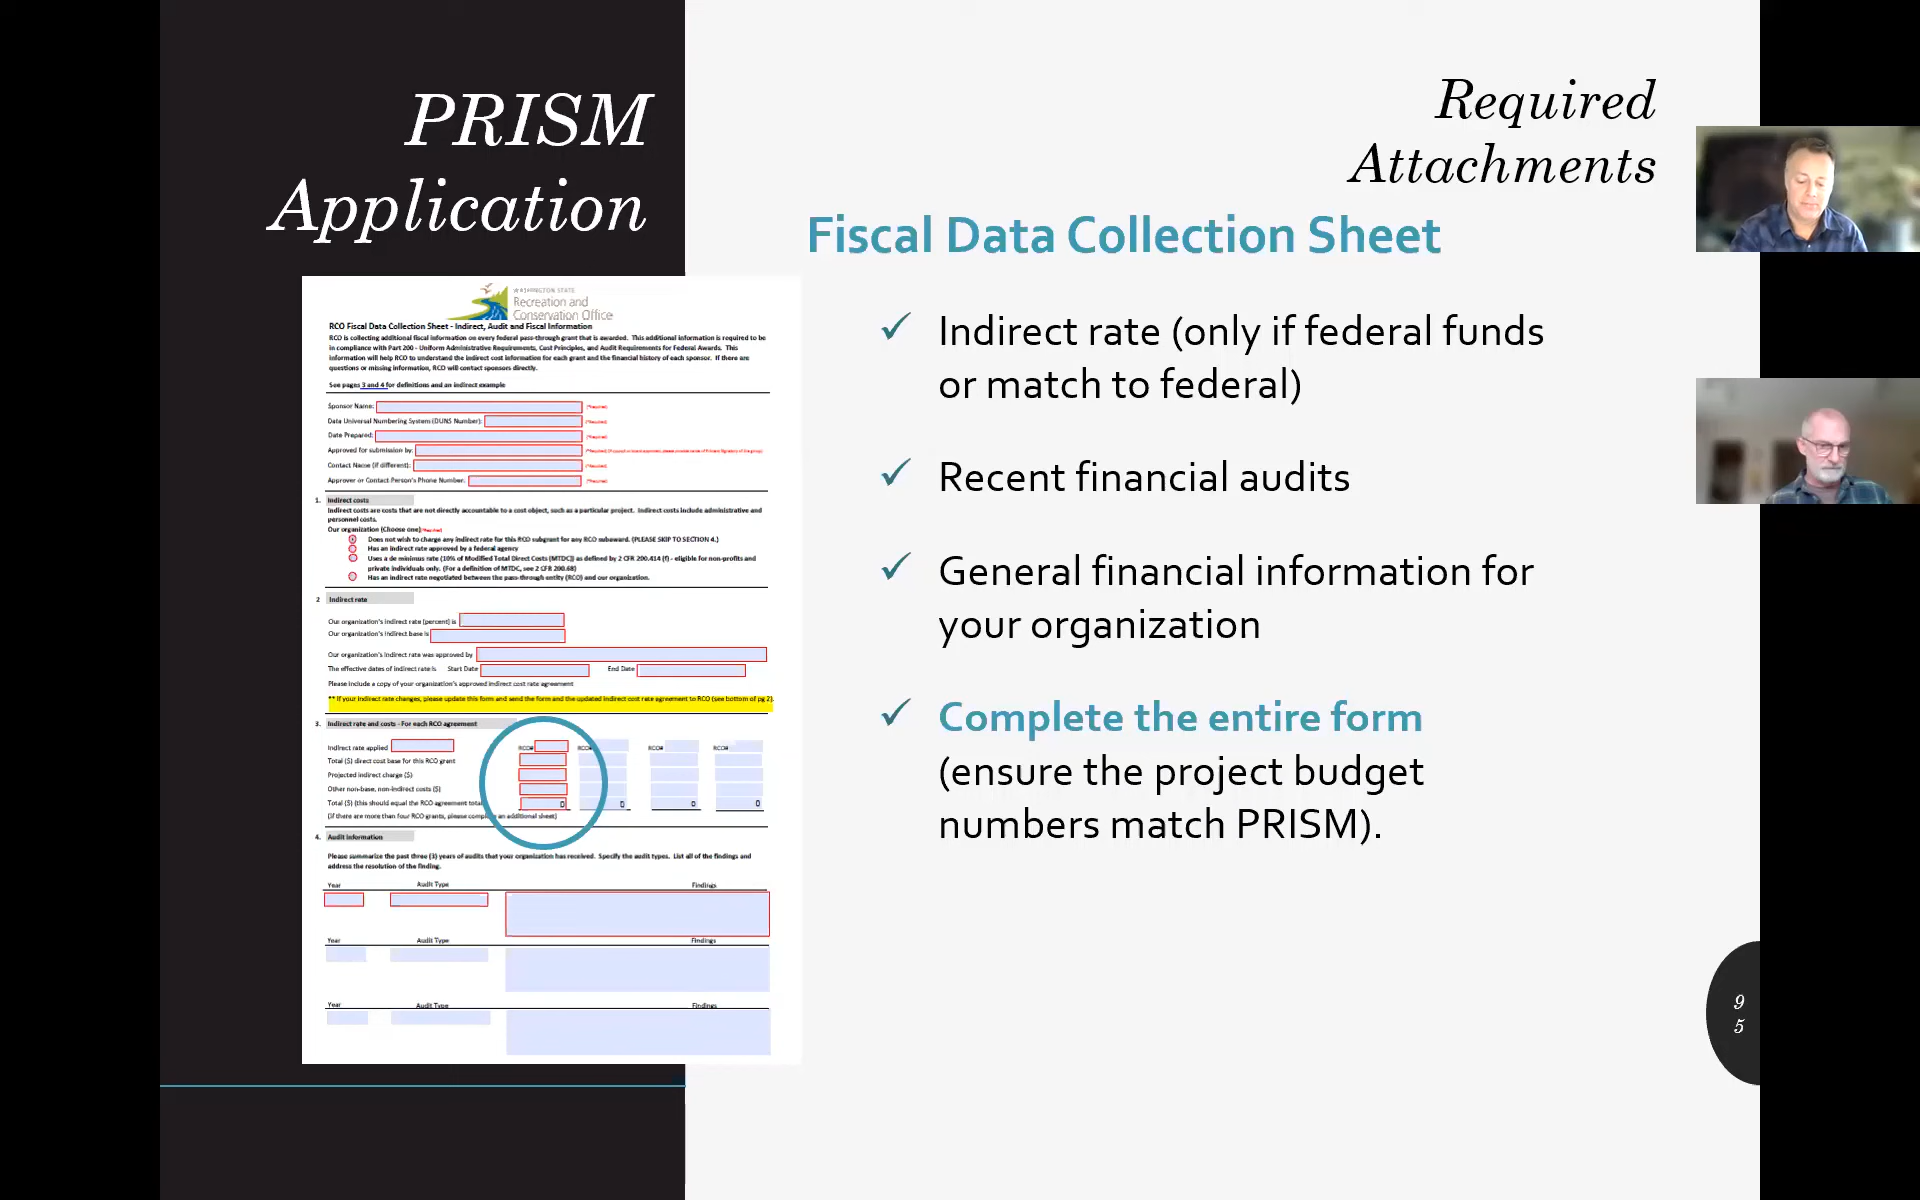 PRISM
Application
Required
Attachments
Fiscal Data Collection Sheet
✓ Indirect rate (only if federal funds
or match to federal)
✓ Recent financial audits
✓ General financial information for
your organization
✓ Complete the entire form
(ensure the project budget
numbers match PRISM).
9
5
WASHINGTON STATE
Recreation and
Conservation Office
RCO Fiscal Data Collection Sheet - Indirect, Audit and Fiscal Information
RCO is collecting additional fiscal information on every federal pass-through grant that is awarded. This additional information is required to be
in compliance with Part 200 - Uniform Administrative Requirements, Cost Principles, and Audit Requirements for Federal Awards. This
information will help RCO to understand the indirect cost information for each grant and the financial history of each sponsor. If there are
questions or missing information, RCO will contact sponsors directly.
See pages 3 and 4 for definitions and an indirect example
Sponsor Name: (*Required)
Data Universal Numbering System (DUNS Number): (*Required)
Date Prepared: (*Required)
Approved for submission by: (*Required)
Contact Name (if different): (*Required)
Approver or Contact Person's Phone Number: (*Required)
1. Indirect costs
Indirect costs are costs that are not directly accountable to a cost object, such as a particular project. Indirect costs include administrative and
personnel costs.
Our organization (Choose one) (*Required)
Does not wish to charge any indirect rate for this RCO subgrant for any RCO subaward. (PLEASE SKIP TO SECTION 4.)
Has an indirect rate approved by a federal agency
Uses a de minimus rate (10% of Modified Total Direct Costs (MTDC)) as defined by 2 CFR 200.414 (f) - eligible for non-profits and
private individuals only. (For a definition of MTDC, see 2 CFR 200.68)
Has an indirect rate negotiated between the pass-through entity (RCO) and our organization.
2 Indirect rate
Our organization's indirect rate (percent) is
Our organization's indirect base is
Our organization's indirect rate was approved by
The effective dates of indirect rate is Start Date End Date
Please include a copy of your organization's approved indirect cost rate agreement
** If your indirect rate changes, please update this form and send the form and the updated indirect cost rate agreement to RCO (see bottom of pg 2).
3. Indirect rate and costs - For each RCO agreement
Indirect rate applied RCO# RCO# RCO# RCO#
Total ($) direct cost base for this RCO grant
Projected indirect charge ($)
Other non-base, non-indirect costs ($)
Total ($) (this should equal the RCO agreement total 0 0 0 0
(if there are more than four RCO grants, please complete an additional sheet)
4. Audit information
Please summarize the past three (3) years of audits that your organization has received. Specify the audit types. List all of the findings and
address the resolution of the finding.
Year Audit Type Findings
Year Audit Type Findings
Year Audit Type Findings